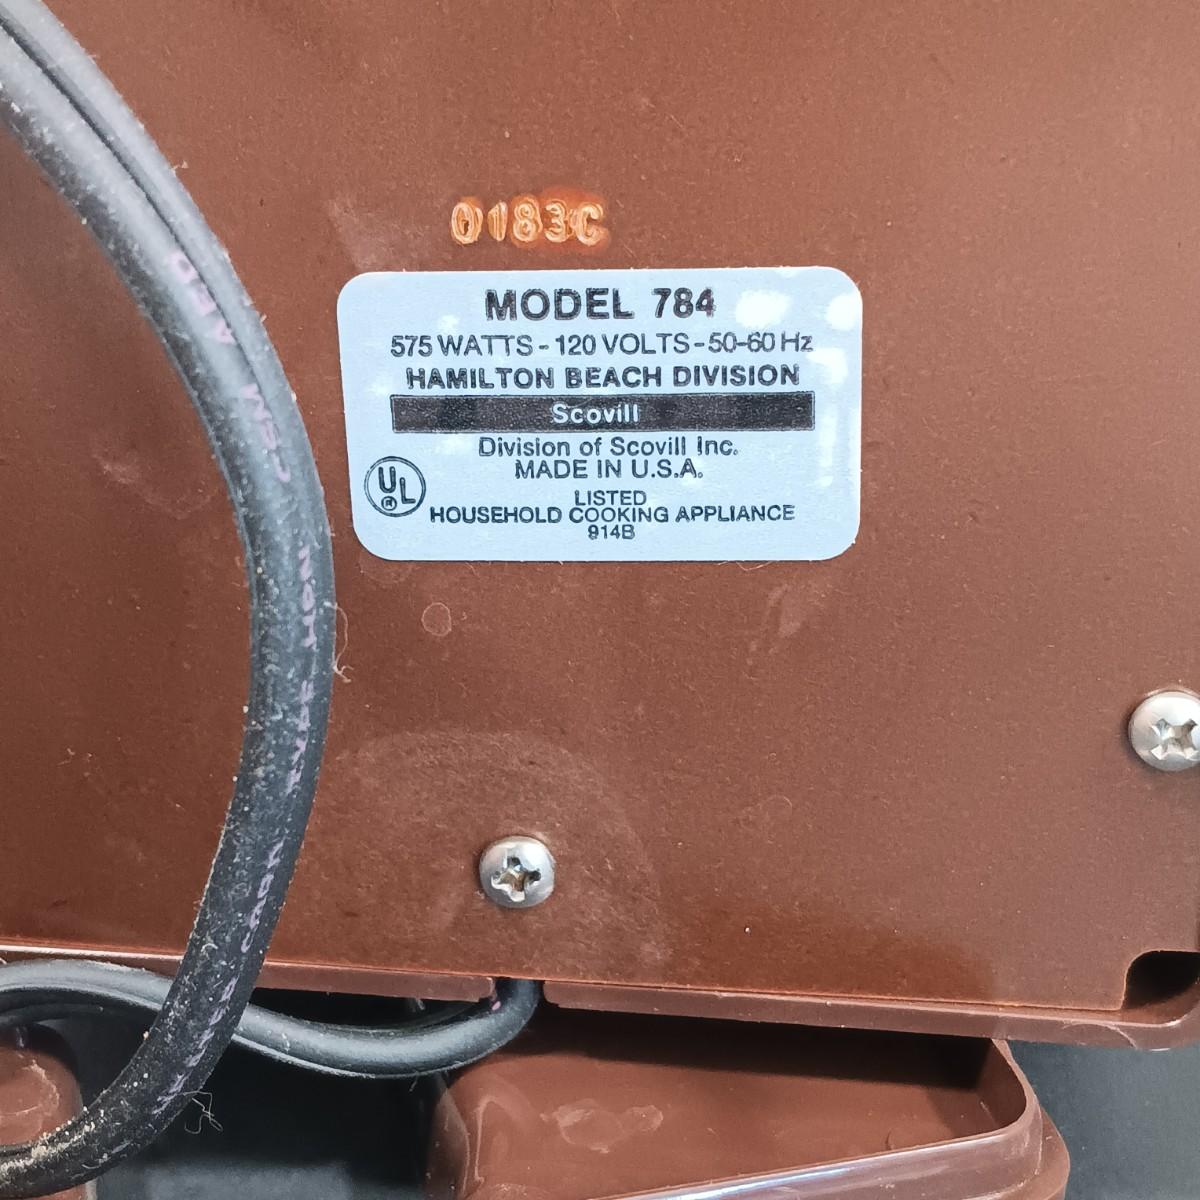 0183C
MODEL 784
575 WATTS - 120 VOLTS - 50-60 Hz
HAMILTON BEACH DIVISION
Scovill
Division of Scovill Inc.
MADE IN U.S.A.
UL
®
LISTED
HOUSEHOLD COOKING APPLIANCE
914B